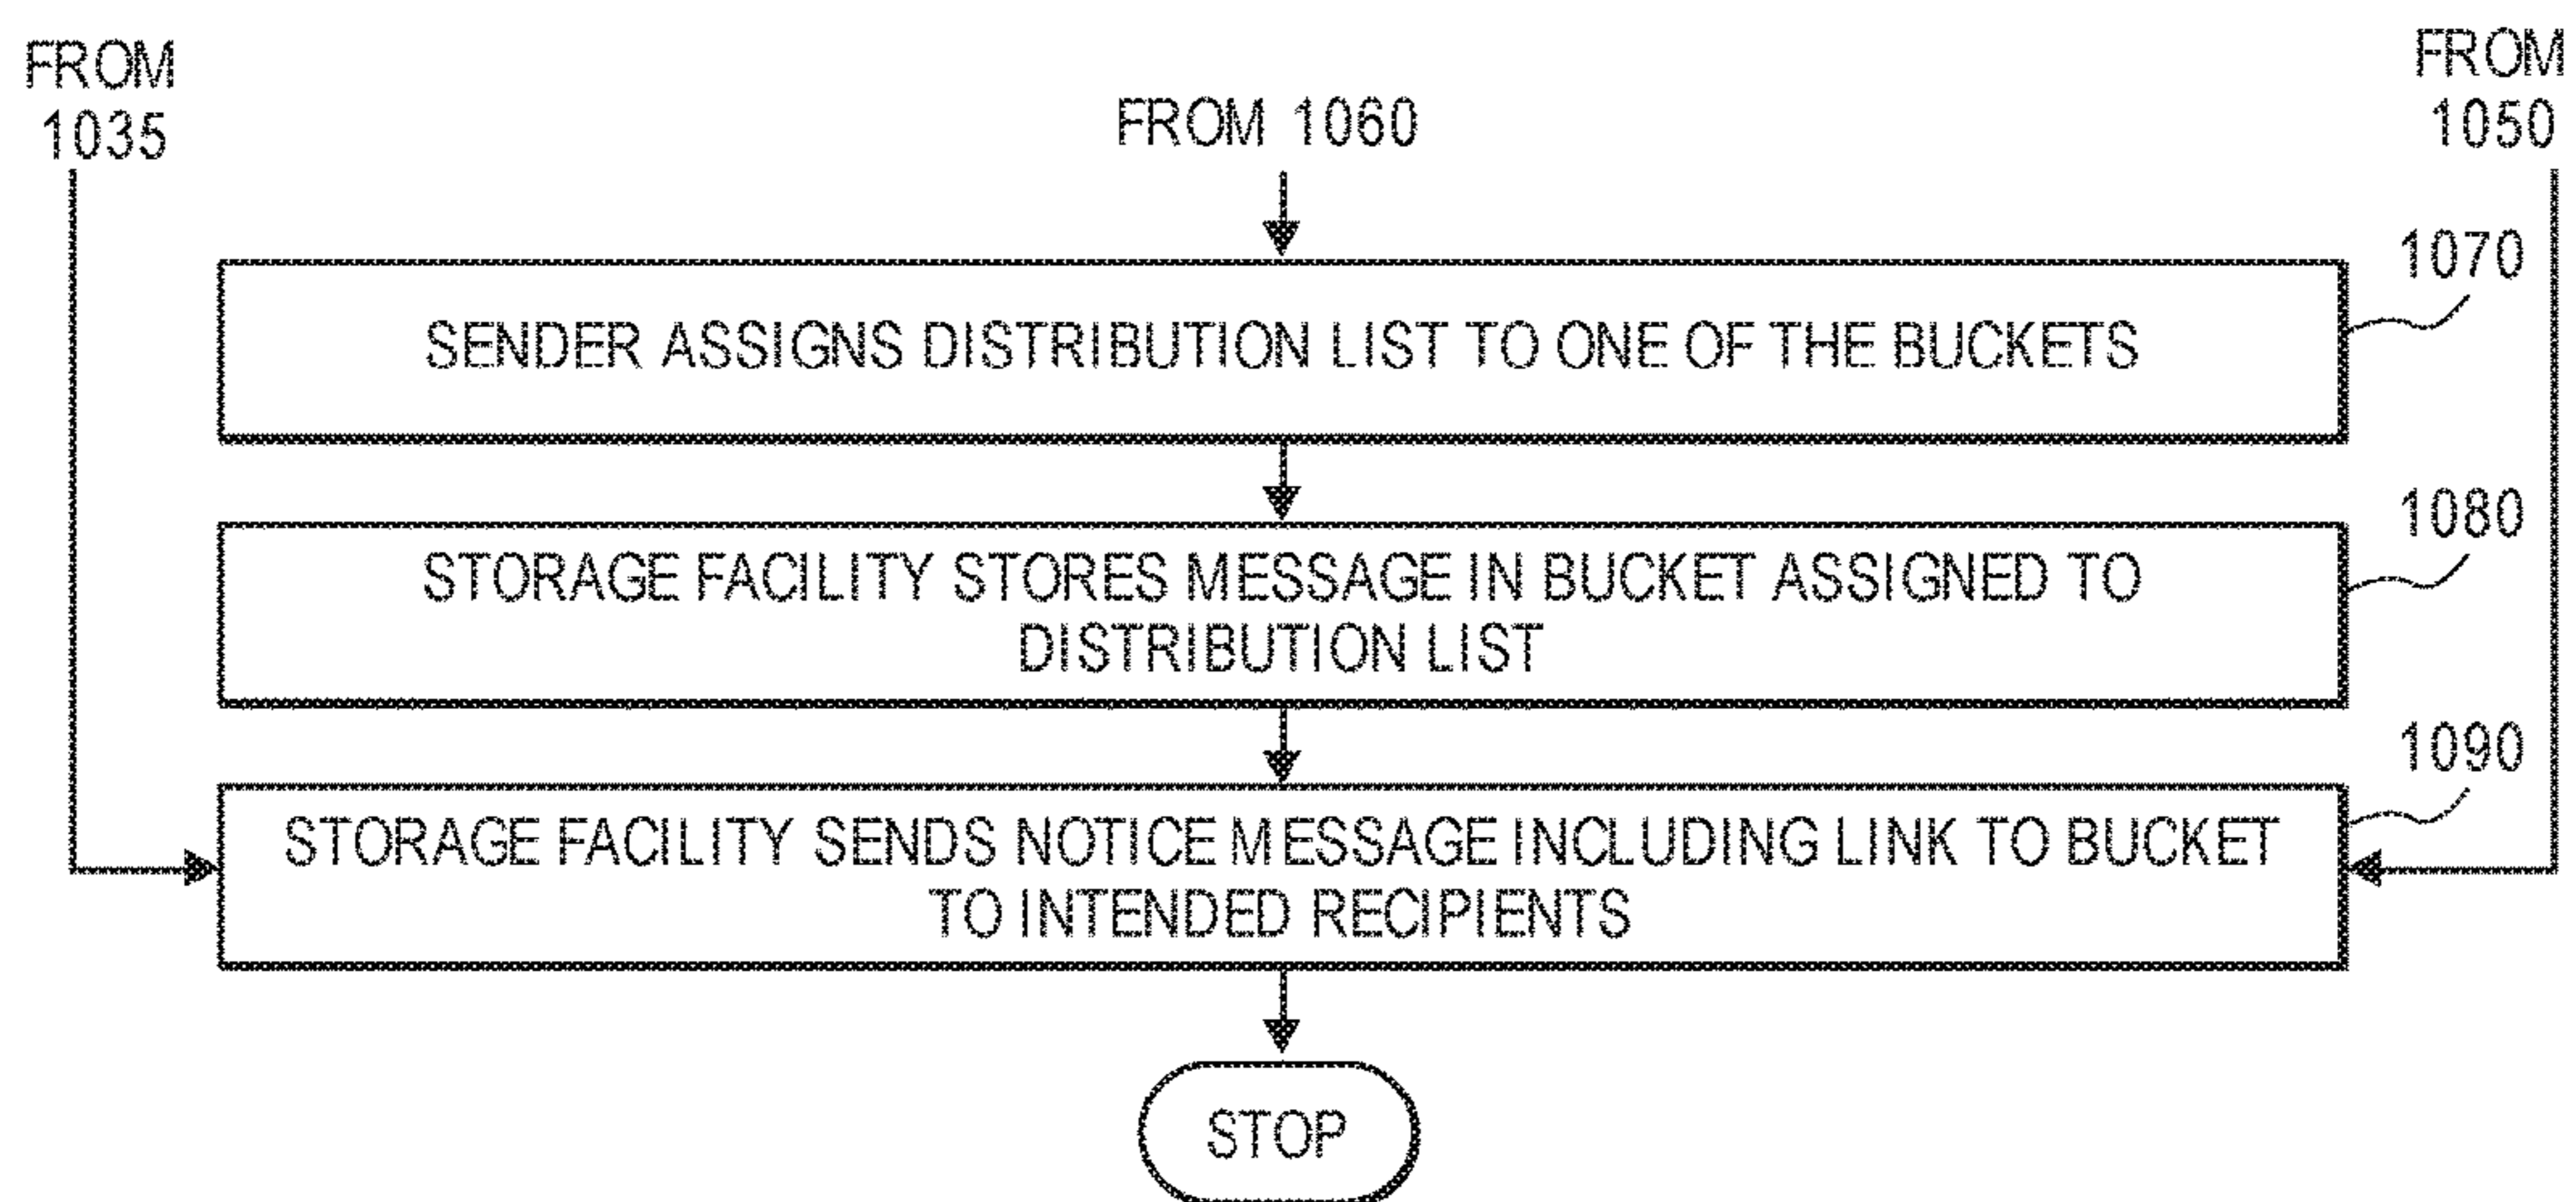 FROM
1035
FROM 1060
FROM
1050
1070
SENDER ASSIGNS DISTRIBUTION LIST TO ONE OF THE BUCKETS
1080
STORAGE FACILITY STORES MESSAGE IN BUCKET ASSIGNED TO
DISTRIBUTION LIST
1090
STORAGE FACILITY SENDS NOTICE MESSAGE INCLUDING LINK TO BUCKET
TO INTENDED RECIPIENTS
STOP